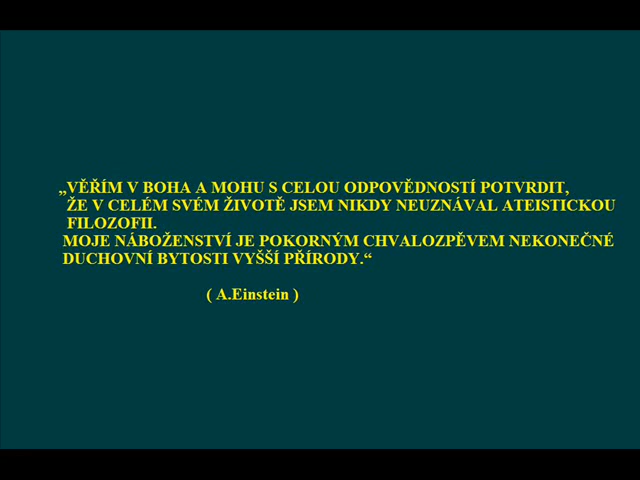 „VĚŘÍM V BOHA A MOHU S CELOU ODPOVĚDNOSTÍ POTVRDIT,
ŽE V CELÉM SVÉM ŽIVOTĚ JSEM NIKDY NEUZNÁVAL ATEISTICKOU
FILOZOFII.
MOJE NÁBOŽENSTVÍ JE POKORNÝM CHVALOZPĚVEM NEKONEČNÉ
DUCHOVNÍ BYTOSTI VYŠŠÍ PŘÍRODY.“
( A.Einstein )